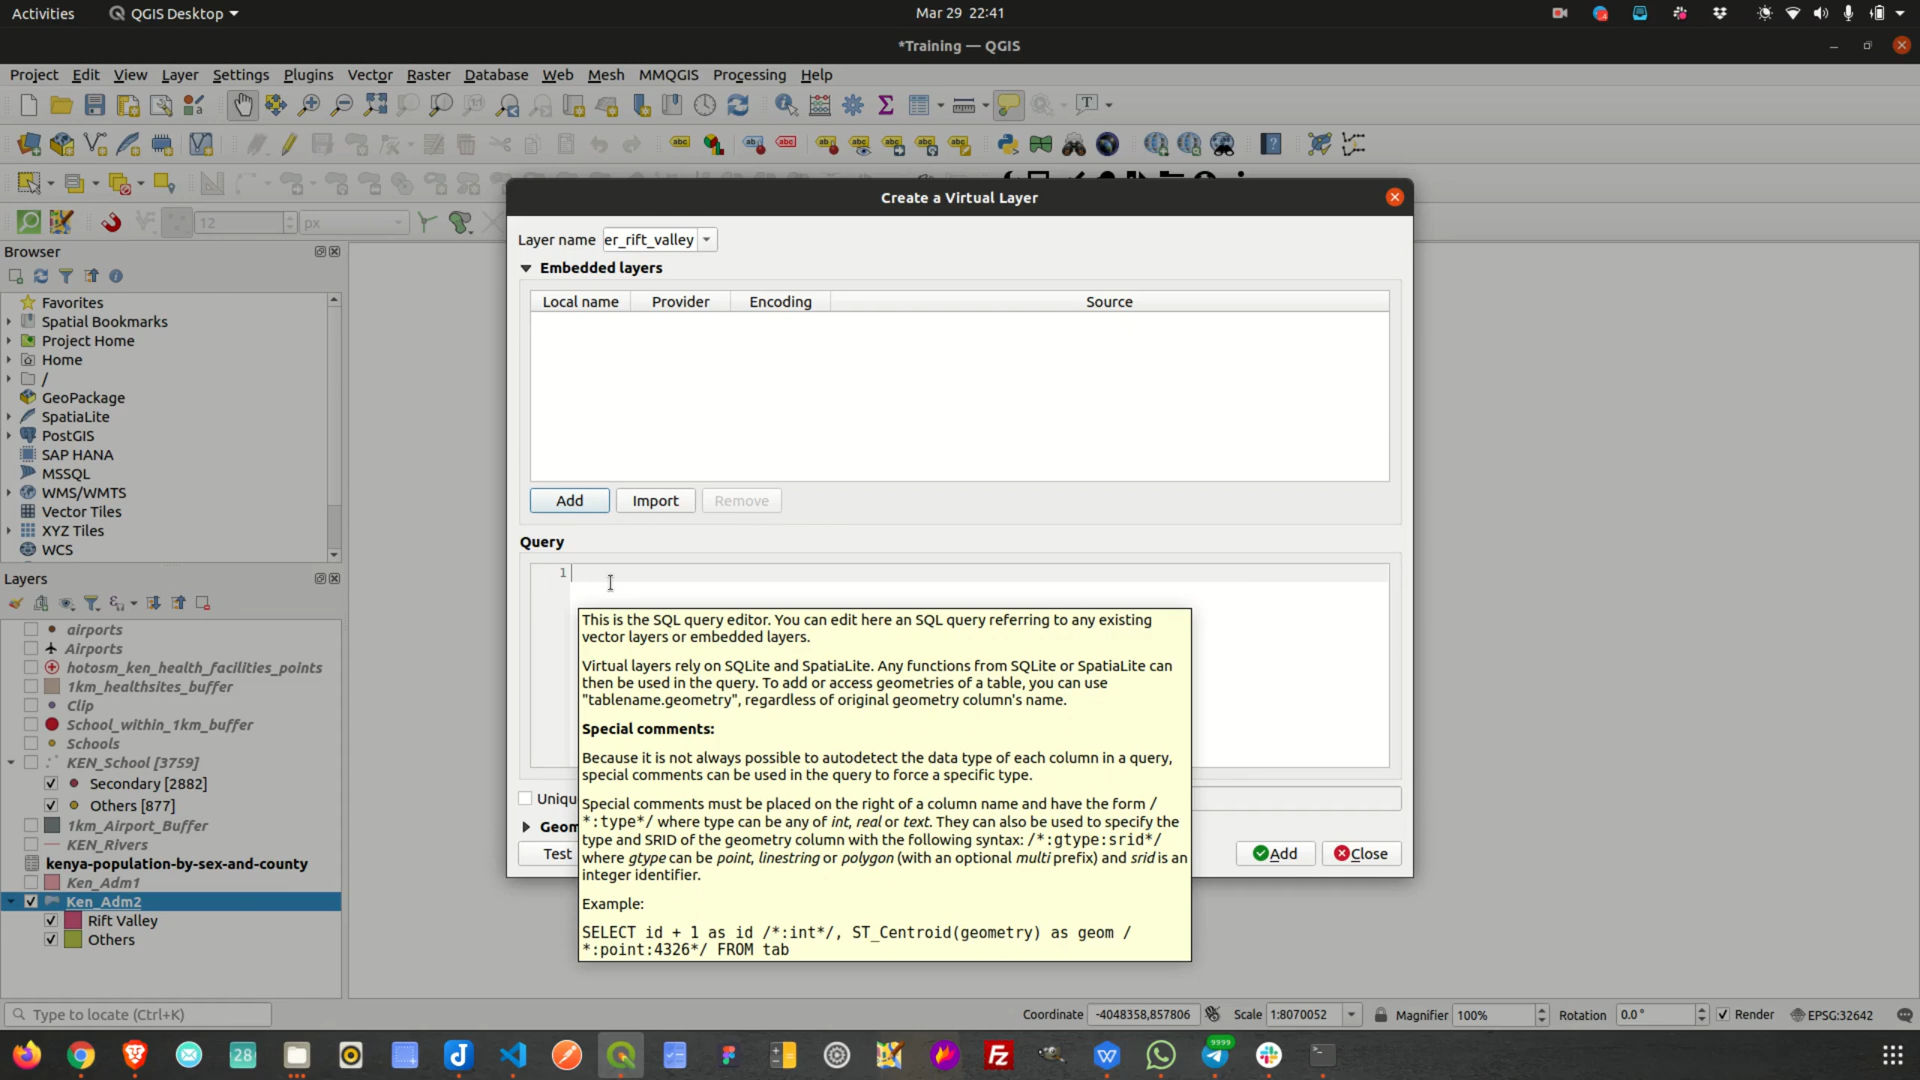 Activities
QGIS Desktop
Mar 29 22:41
*Training — QGIS
Project Edit View Layer Settings Plugins Vector Raster Database Web Mesh MMQGIS Processing Help
12
px
Browser
Favorites
Spatial Bookmarks
Project Home
Home
/
GeoPackage
SpatiaLite
PostGIS
SAP HANA
MSSQL
WMS/WMTS
Vector Tiles
XYZ Tiles
WCS
Layers
airports
Airports
hotosm_ken_health_facilities_points
1km_healthsites_buffer
Clip
School_within_1km_buffer
Schools
KEN_School [3759]
Secondary [2882]
Others [877]
1km_Airport_Buffer
KEN_Rivers
kenya-population-by-sex-and-county
Ken_Adm1
Ken_Adm2
Rift Valley
Others
Create a Virtual Layer
Layer name er_rift_valley
Embedded layers
Local name Provider Encoding Source
Add Import Remove
Query
1
This is the SQL query editor. You can edit here an SQL query referring to any existing
vector layers or embedded layers.
Virtual layers rely on SQLite and SpatiaLite. Any functions from SQLite or SpatiaLite can
then be used in the query. To add or access geometries of a table, you can use
"tablename.geometry", regardless of original geometry column's name.
Special comments:
Because it is not always possible to autodetect the data type of each column in a query,
special comments can be used in the query to force a specific type.
Special comments must be placed on the right of a column name and have the form /
*:type*/ where type can be any of int, real or text. They can also be used to specify the
type and SRID of the geometry column with the following syntax: /*:gtype:srid*/
where gtype can be point, linestring or polygon (with an optional multi prefix) and srid is an
integer identifier.
Example:
SELECT id + 1 as id /*:int*/, ST_Centroid(geometry) as geom /
*:point:4326*/ FROM tab
Uniqu
Geom
Test
Add
Close
Type to locate (Ctrl+K)
Coordinate -4048358,857806 Scale 1:8070052 Magnifier 100% Rotation 0.0° Render EPSG:32642
28
9999